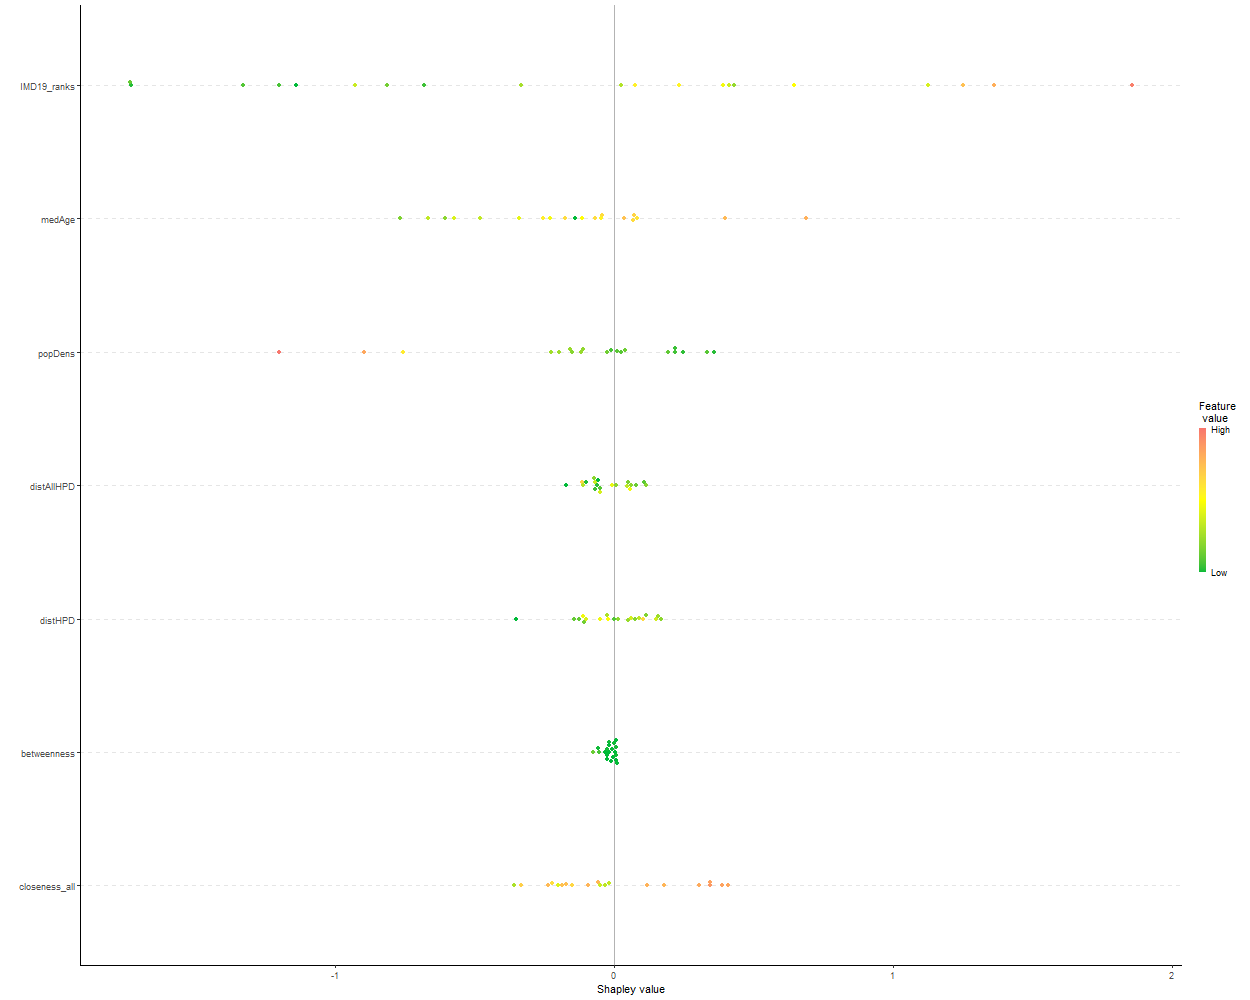 IMD19_ranks
medAge
popDens
distAllHPD
distHPD
betweenness
closeness_all
-1
0
1
2
Shapley value
Feature
value
High
Low